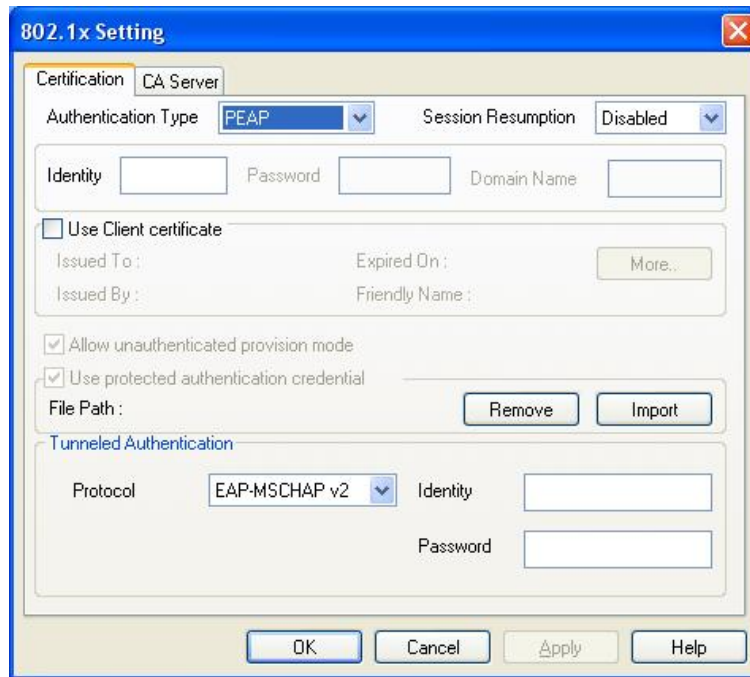 802.1x Setting
Certification CA Server
Authentication Type PEAP Session Resumption Disabled
Identity Password Domain Name
Use Client certificate
Issued To : Expired On : More..
Issued By : Friendly Name :
Allow unauthenticated provision mode
Use protected authentication credential
File Path : Remove Import
Tunneled Authentication
Protocol EAP-MSCHAP v2 Identity
Password
OK Cancel Apply Help